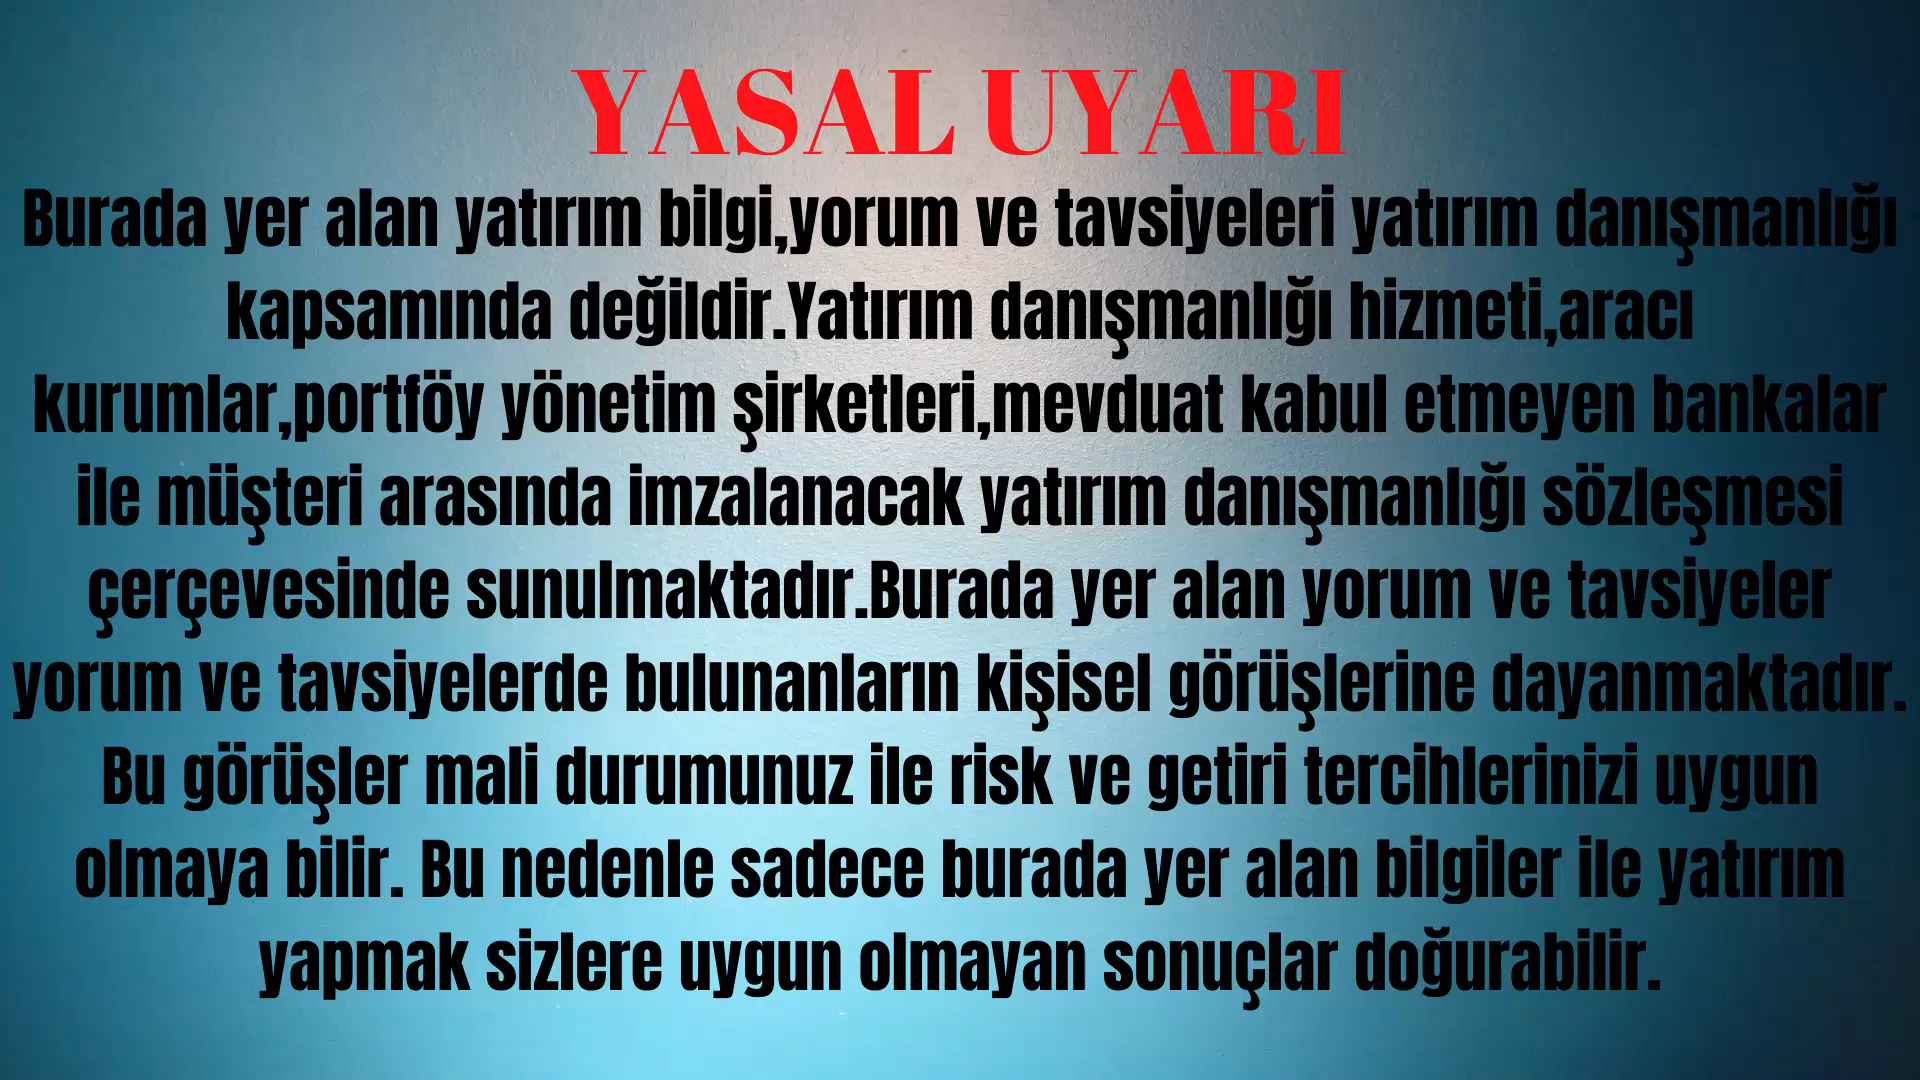 YASAL UYARI
Burada yer alan yatırım bilgi,yorum ve tavsiyeleri yatırım danışmanlığı
kapsamında değildir.Yatırım danışmanlığı hizmeti,aracı
kurumlar,portföy yönetim şirketleri,mevduat kabul etmeyen bankalar
ile müşteri arasında imzalanacak yatırım danışmanlığı sözleşmesi
çerçevesinde sunulmaktadır.Burada yer alan yorum ve tavsiyeler
yorum ve tavsiyelerde bulunanların kişisel görüşlerine dayanmaktadır.
Bu görüşler mali durumunuz ile risk ve getiri tercihlerinizi uygun
olmaya bilir. Bu nedenle sadece burada yer alan bilgiler ile yatırım
yapmak sizlere uygun olmayan sonuçlar doğurabilir.